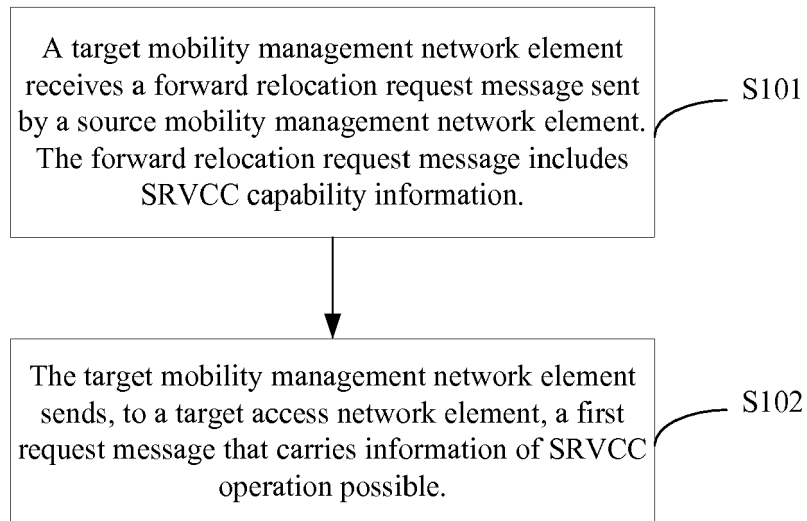 A target mobility management network element
receives a forward relocation request message sent
by a source mobility management network element.
The forward relocation request message includes
SRVCC capability information.
S101
The target mobility management network element
sends, to a target access network element, a first
request message that carries information of SRVCC
operation possible.
S102